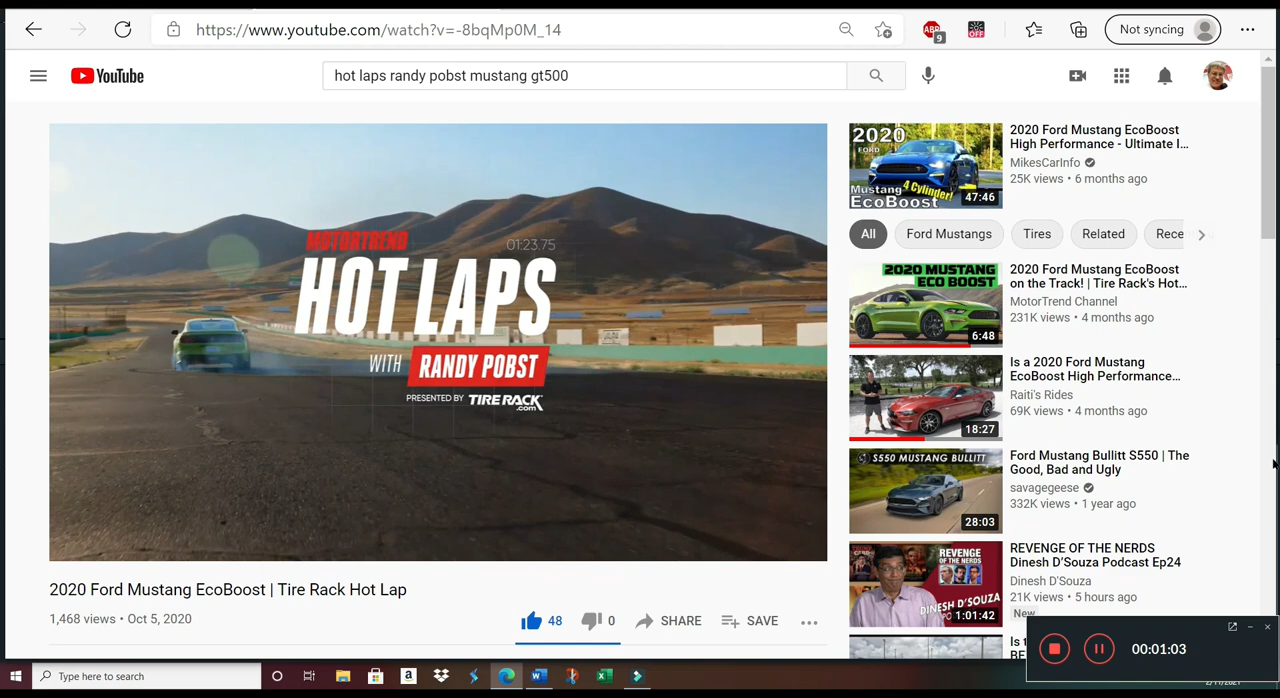 https://www.youtube.com/watch?v=-8bqMp0M_14
ABP
9
OFF
Not syncing
YouTube
hot laps randy pobst mustang gt500
MOTORTREND
01:23.75
HOT LAPS
WITH RANDY POBST
PRESENTED BY TIRE RACK
.com
2020 Ford Mustang EcoBoost | Tire Rack Hot Lap
1,468 views • Oct 5, 2020
48
0
SHARE
SAVE
2020
FORD
Mustang
EcoBoost
4 Cylinder!
47:46
2020 Ford Mustang EcoBoost
High Performance - Ultimate I...
MikesCarInfo
25K views • 6 months ago
All
Ford Mustangs
Tires
Related
Rece
2020 MUSTANG
ECO BOOST
6:48
2020 Ford Mustang EcoBoost
on the Track! | Tire Rack's Hot...
MotorTrend Channel
231K views • 4 months ago
18:27
Is a 2020 Ford Mustang
EcoBoost High Performance...
Raiti's Rides
69K views • 4 months ago
S550 MUSTANG BULLITT
28:03
Ford Mustang Bullitt S550 | The
Good, Bad and Ugly
savagegeese
332K views • 1 year ago
REVENGE OF
THE NERDS
DINESH D'SOUZA
1:01:42
REVENGE OF THE NERDS
Dinesh D'Souza Podcast Ep24
Dinesh D'Souza
21K views • 5 hours ago
New
00:01:03
Type here to search